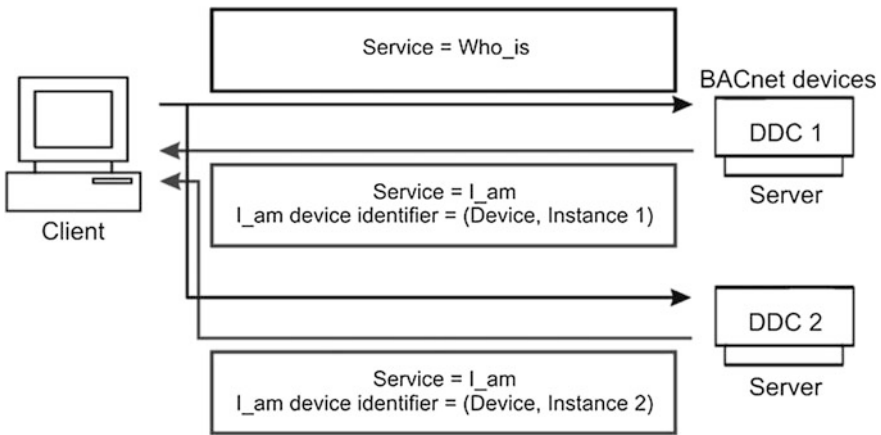 Service = Who_is
BACnet devices
DDC 1
Server
Client
Service = I_am
I_am device identifier = (Device, Instance 1)
DDC 2
Server
Service = I_am
I_am device identifier = (Device, Instance 2)